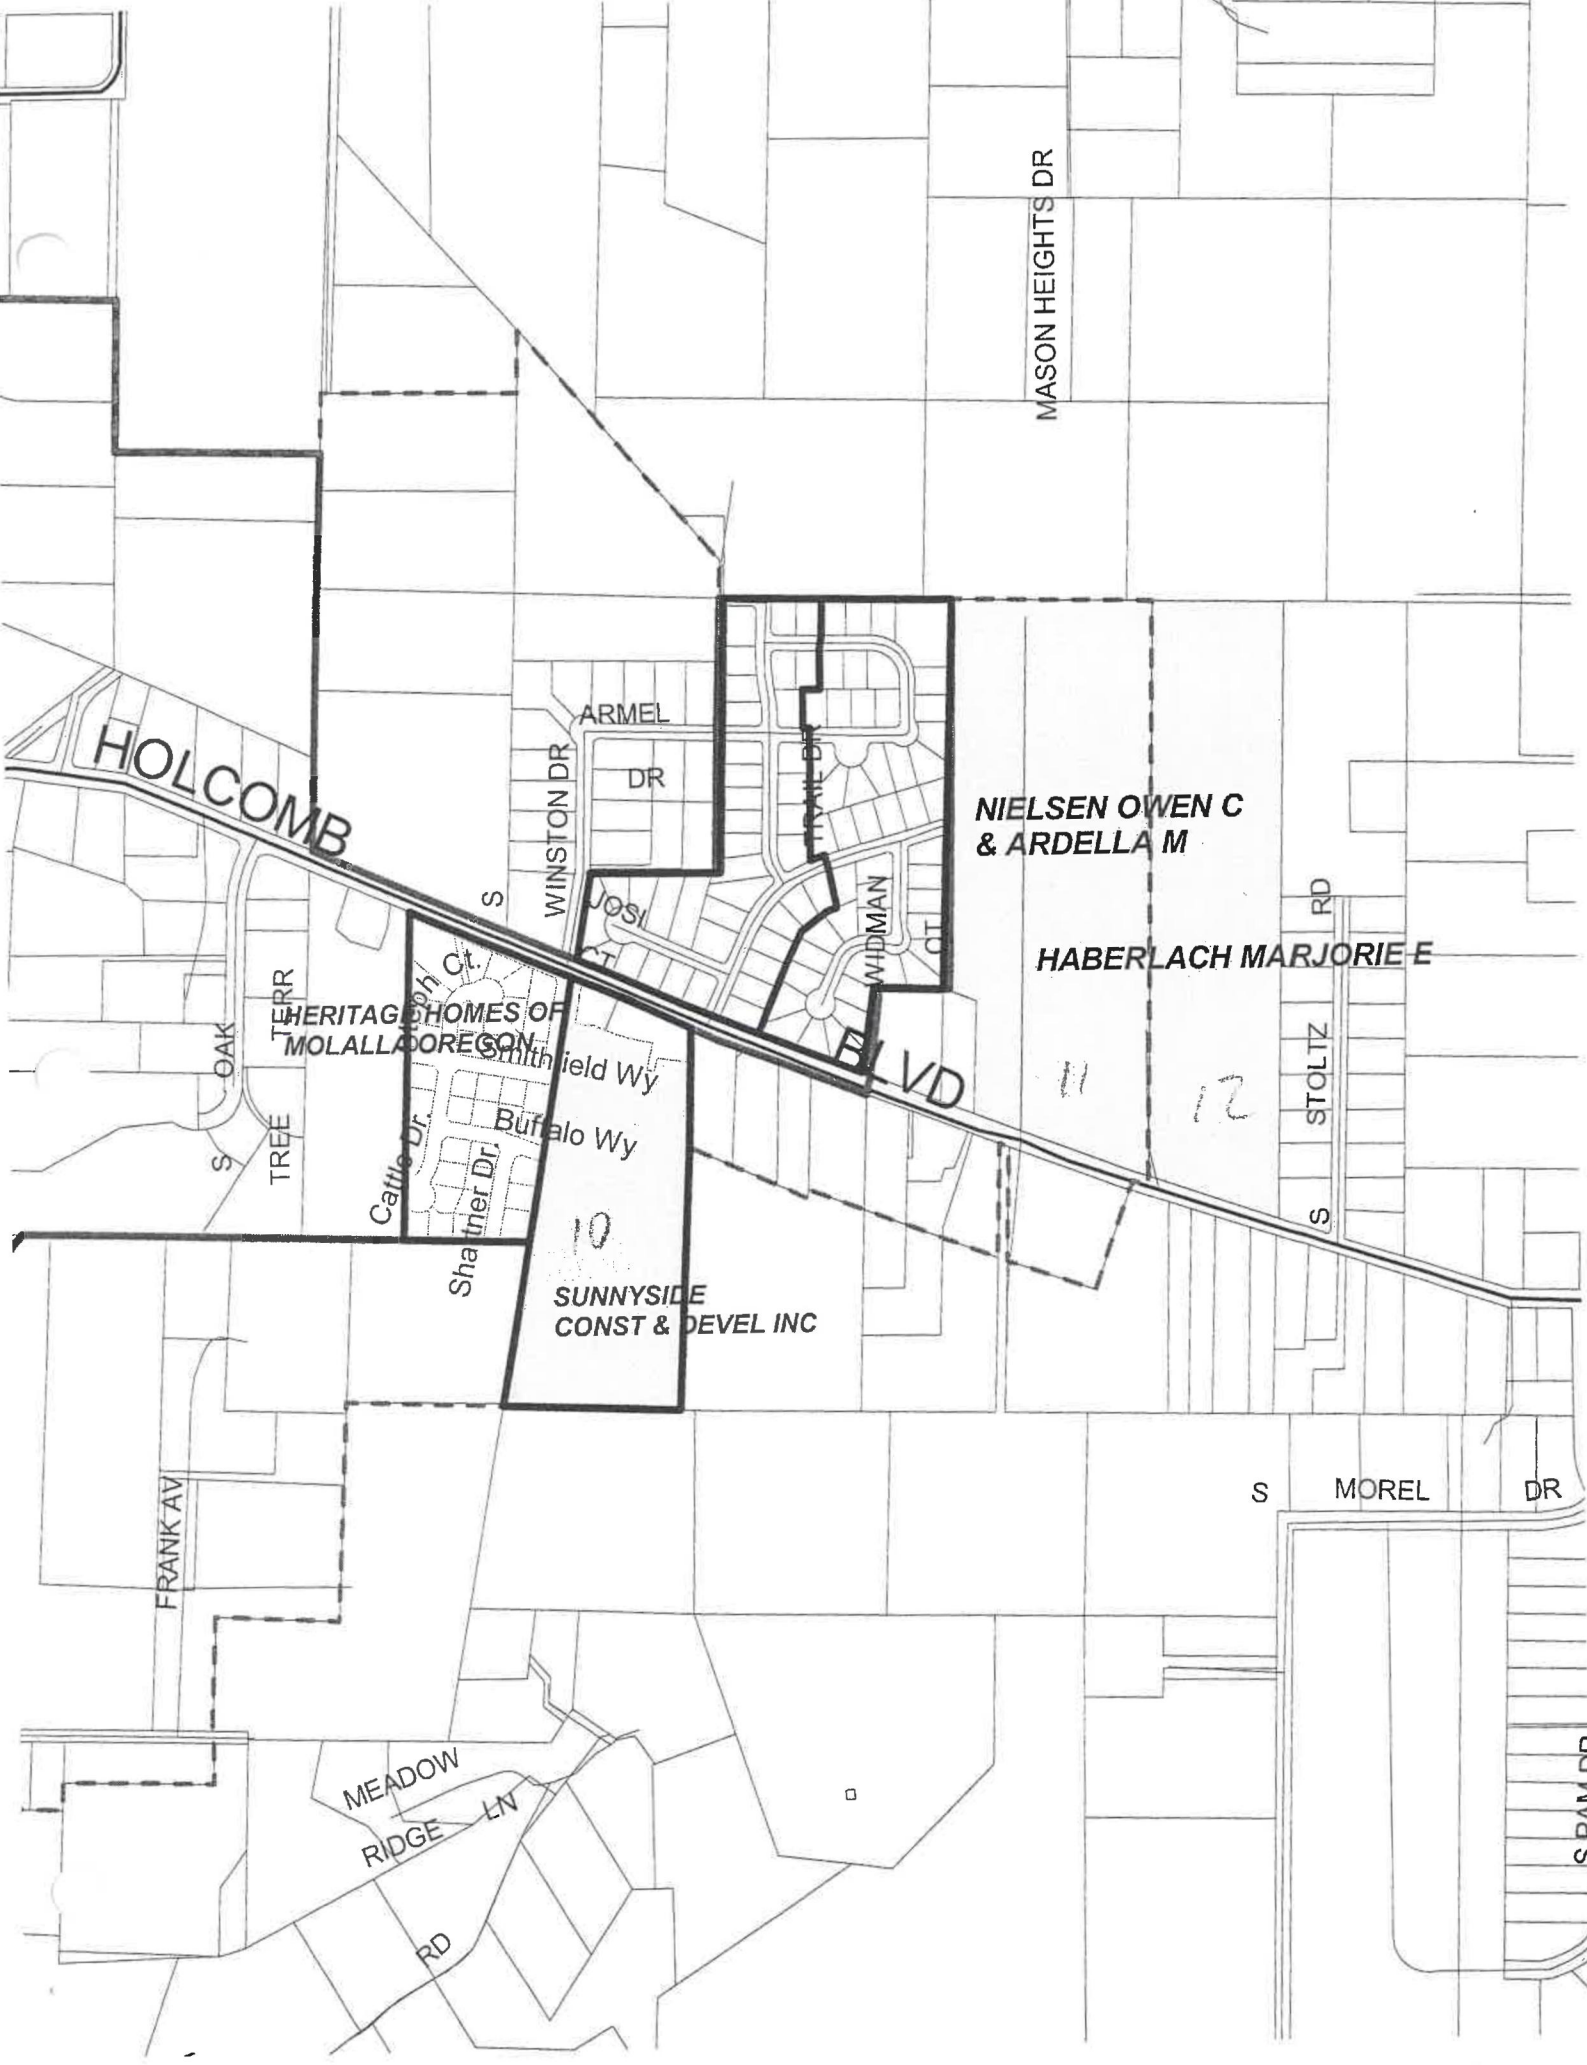 MASON HEIGHTS DR
HOLCOMB
BLVD
ARMEL
DR
WINSTON DR
S
TRAIL DR
JOSI
CT
WIDMAN
CT
NIELSEN OWEN C
& ARDELLA M
HABERLACH MARJORIE E
S
STOLTZ
RD
11
12
HERITAGE HOMES OF
MOLALLA OREGON
S
OAK
TREE
TERR
Ct.
Smithfield Wy
Buffalo Wy
Cattle Dr.
Shattner Dr.
10
SUNNYSIDE
CONST & DEVEL INC
FRANK AV
S
MOREL
DR
MEADOW
RIDGE
LN
RD